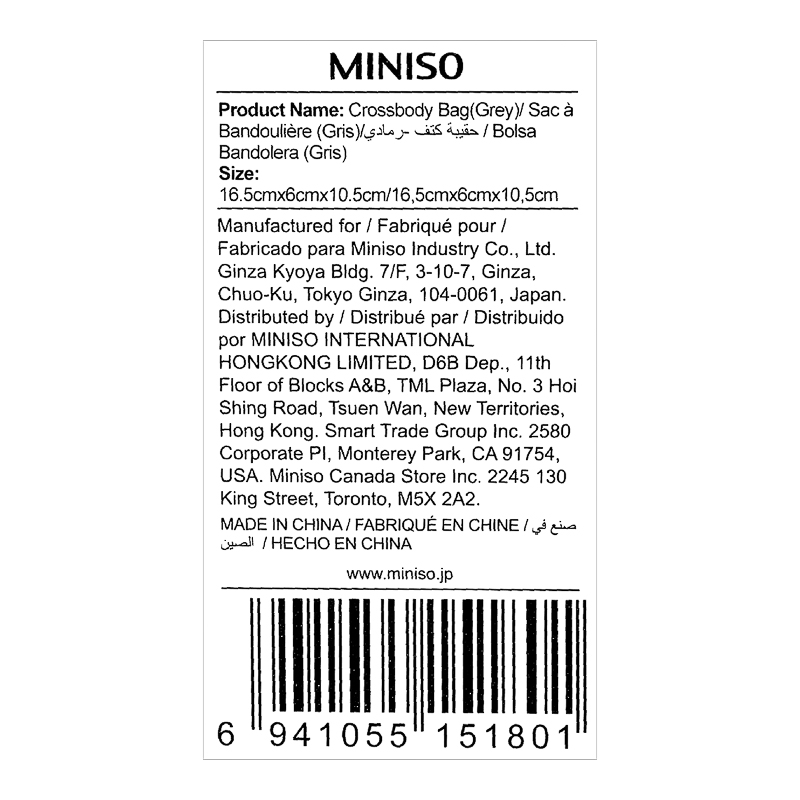 MINISO
Product Name: Crossbody Bag(Grey)/ Sac à
Bandoulière (Gris)/حقيبة كتف -رمادي / Bolsa
Bandolera (Gris)
Size:
16.5cmx6cmx10.5cm/16,5cmx6cmx10,5cm
Manufactured for / Fabriqué pour /
Fabricado para Miniso Industry Co., Ltd.
Ginza Kyoya Bldg. 7/F, 3-10-7, Ginza,
Chuo-Ku, Tokyo Ginza, 104-0061, Japan.
Distributed by / Distribué par / Distribuido
por MINISO INTERNATIONAL
HONGKONG LIMITED, D6B Dep., 11th
Floor of Blocks A&B, TML Plaza, No. 3 Hoi
Shing Road, Tsuen Wan, New Territories,
Hong Kong. Smart Trade Group Inc. 2580
Corporate Pl, Monterey Park, CA 91754,
USA. Miniso Canada Store Inc. 2245 130
King Street, Toronto, M5X 2A2.
MADE IN CHINA / FABRIQUÉ EN CHINE / صنع في
الصين / HECHO EN CHINA
www.miniso.jp
6 941055 151801